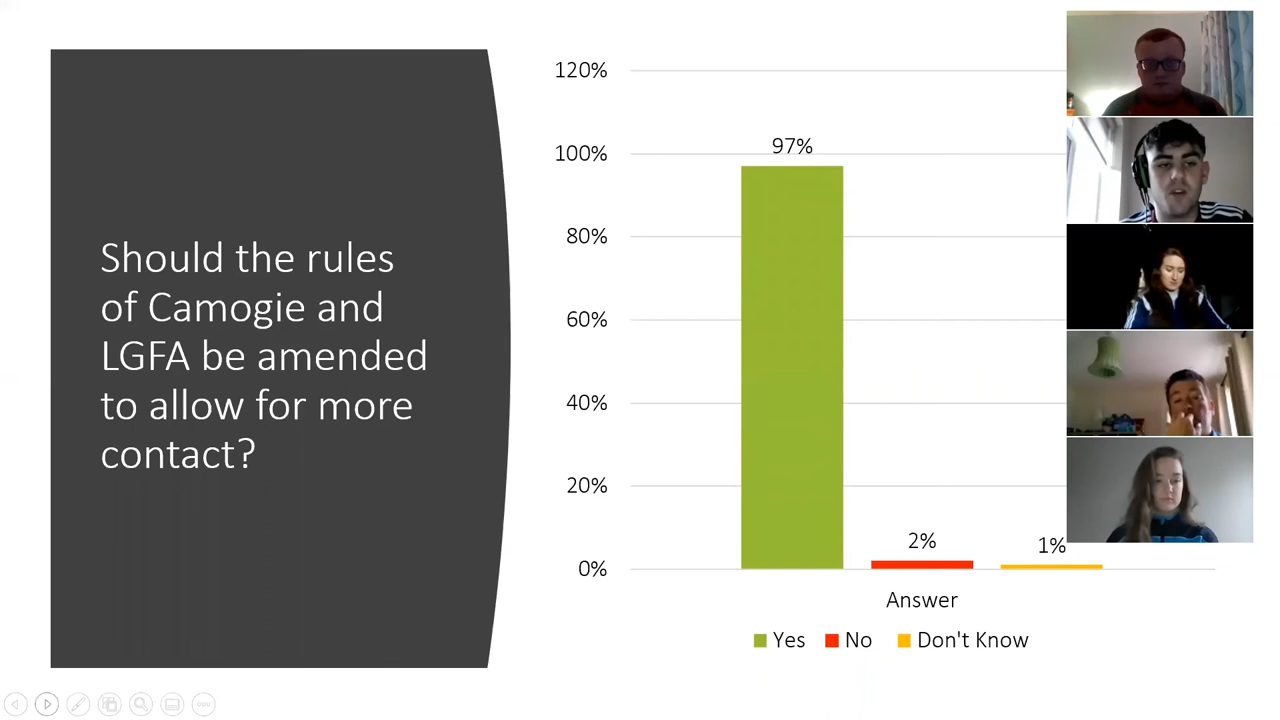 Should the rules
of Camogie and
LGFA be amended
to allow for more
contact?
120%
100%
80%
60%
40%
20%
0%
97%
2%
1%
Answer
Yes No Don't Know